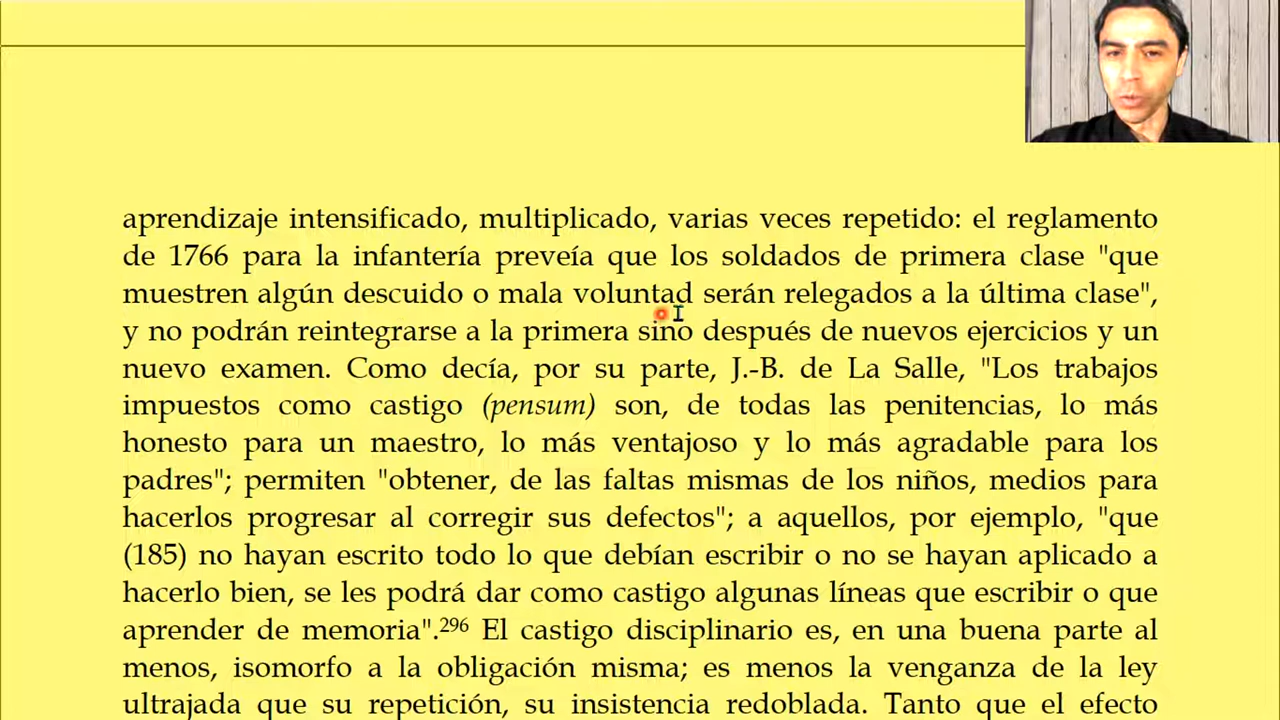 aprendizaje intensificado, multiplicado, varias veces repetido: el reglamento
de 1766 para la infantería preveía que los soldados de primera clase "que
muestren algún descuido o mala voluntad serán relegados a la última clase",
y no podrán reintegrarse a la primera sino después de nuevos ejercicios y un
nuevo examen. Como decía, por su parte, J.-B. de La Salle, "Los trabajos
impuestos como castigo (pensum) son, de todas las penitencias, lo más
honesto para un maestro, lo más ventajoso y lo más agradable para los
padres"; permiten "obtener, de las faltas mismas de los niños, medios para
hacerlos progresar al corregir sus defectos"; a aquellos, por ejemplo, "que
(185) no hayan escrito todo lo que debían escribir o no se hayan aplicado a
hacerlo bien, se les podrá dar como castigo algunas líneas que escribir o que
aprender de memoria".296 El castigo disciplinario es, en una buena parte al
menos, isomorfo a la obligación misma; es menos la venganza de la ley
ultrajada que su repetición, su insistencia redoblada. Tanto que el efecto